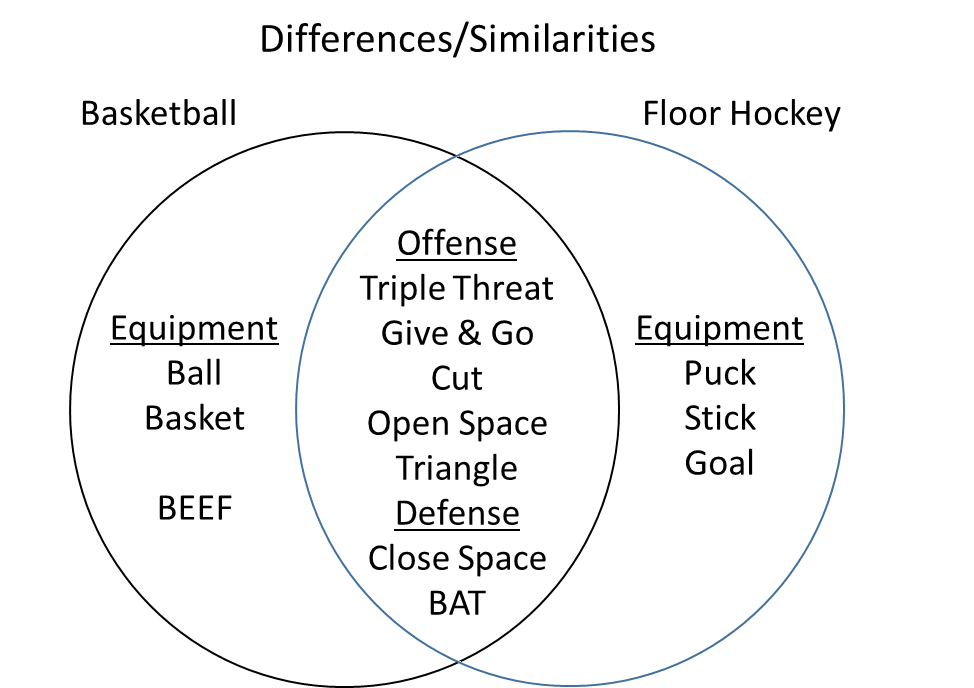 Differences/Similarities
Basketball
Floor Hockey
Equipment
Ball
Basket
BEEF
Offense
Triple Threat
Give & Go
Cut
Open Space
Triangle
Defense
Close Space
BAT
Equipment
Puck
Stick
Goal